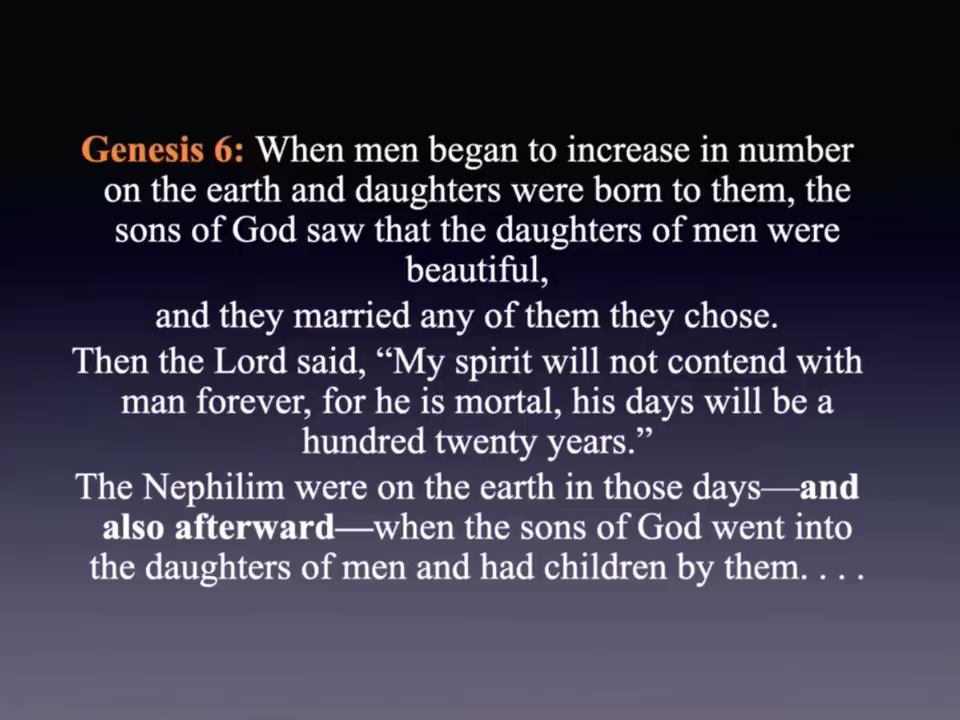 Genesis 6: When men began to increase in number
on the earth and daughters were born to them, the
sons of God saw that the daughters of men were
beautiful,
and they married any of them they chose.
Then the Lord said, “My spirit will not contend with
man forever, for he is mortal, his days will be a
hundred twenty years.”
The Nephilim were on the earth in those days—and
also afterward—when the sons of God went into
the daughters of men and had children by them. . . .